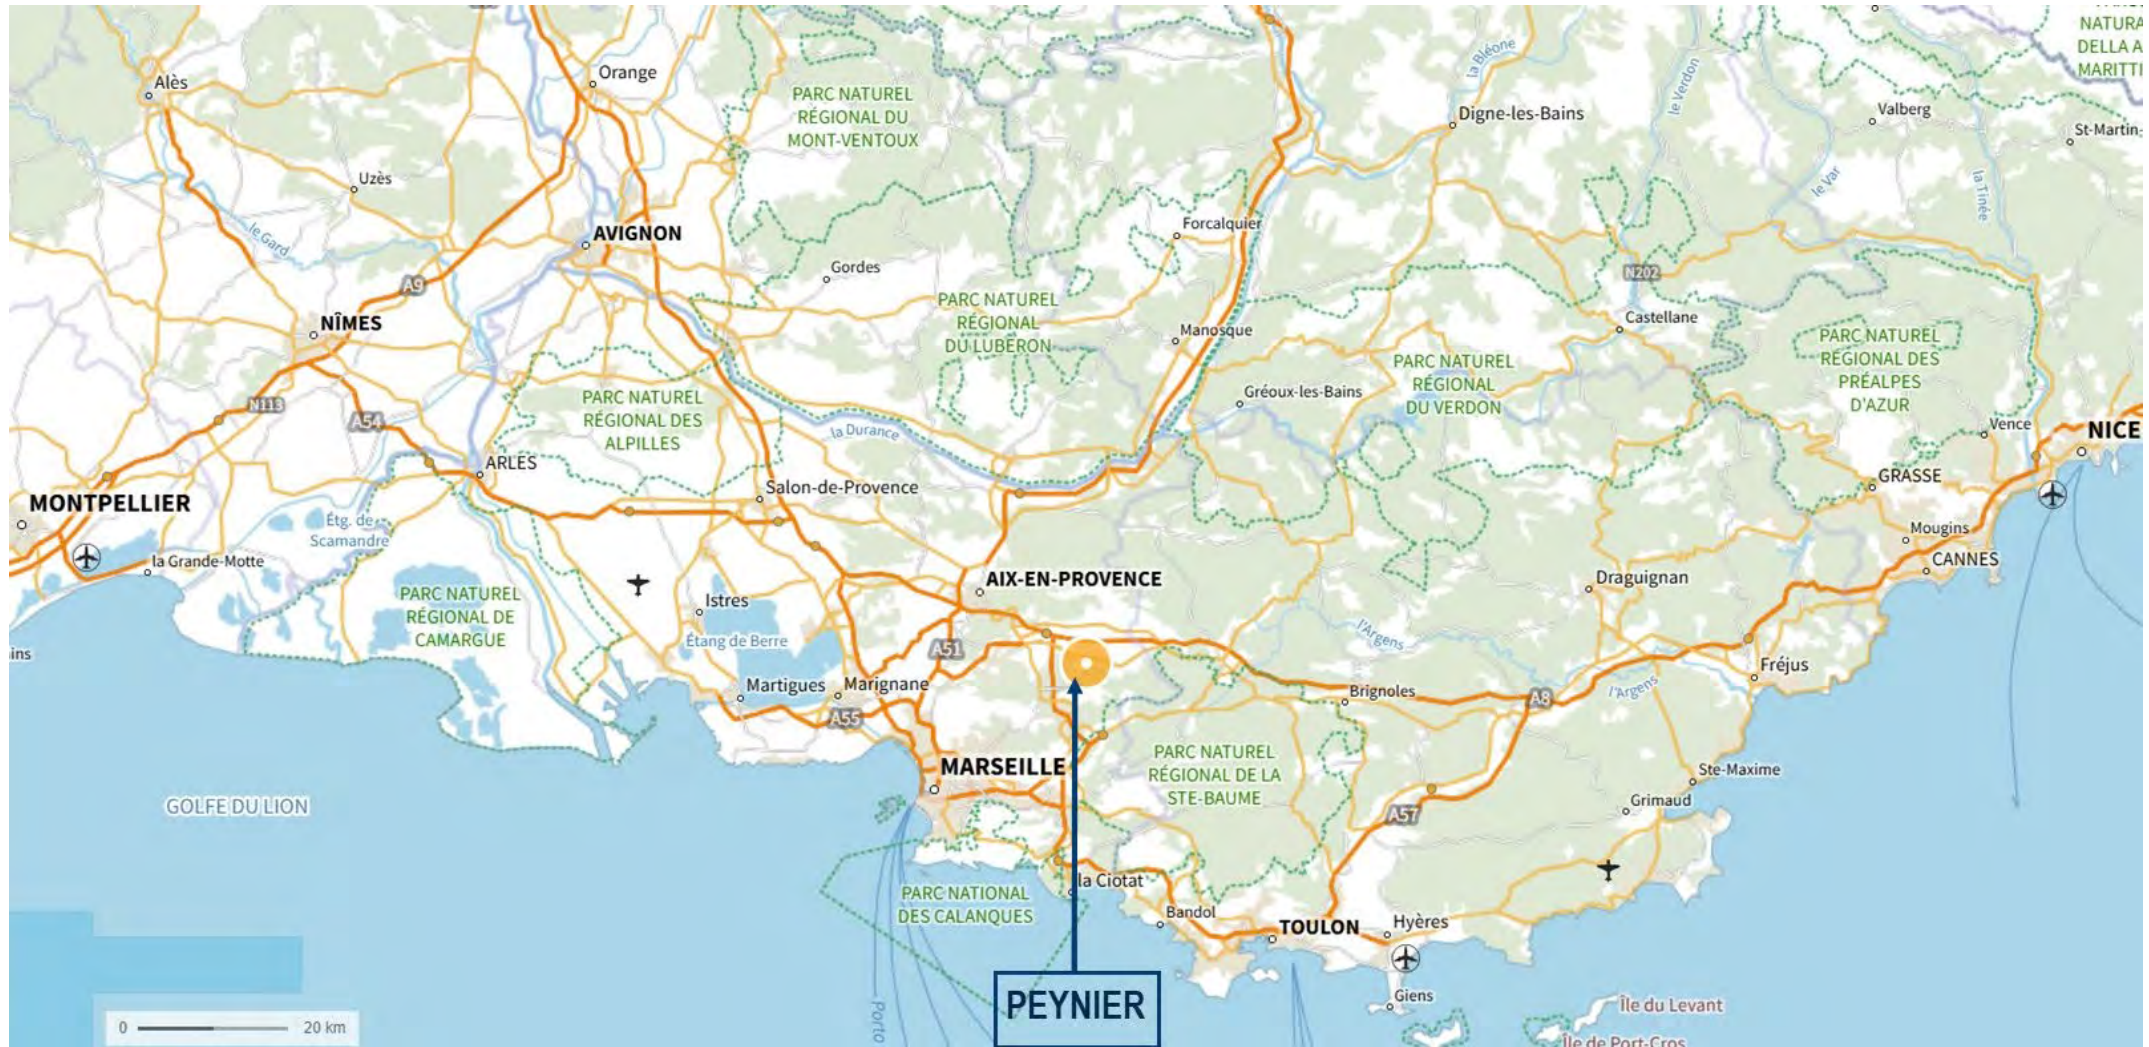 NATURA
DELLA A
MARITTI
Alès
Orange
PARC NATUREL
RÉGIONAL DU
MONT-VENTOUX
la Bléone
Digne-les-Bains
le Verdon
Valberg
St-Martin-
Uzès
le Gard
AVIGNON
Forcalquier
le Var
la Tinée
Gordes
N202
A9
PARC NATUREL
RÉGIONAL
DU LUBERON
NÎMES
Manosque
Castellane
PARC NATUREL
RÉGIONAL DES
PRÉALPES
D'AZUR
PARC NATUREL
RÉGIONAL
DU VERDON
Gréoux-les-Bains
N113
A54
PARC NATUREL
RÉGIONAL DES
ALPILLES
la Durance
Vence
NICE
ARLES
Salon-de-Provence
GRASSE
MONTPELLIER
Étg. de
Scamandre
Mougins
la Grande-Motte
CANNES
AIX-EN-PROVENCE
Draguignan
PARC NATUREL
RÉGIONAL DE
CAMARGUE
Istres
Étang de Berre
l'Argens
A51
ins
Fréjus
Martigues
Marignane
Brignoles
A8
l'Argens
A55
MARSEILLE
PARC NATUREL
RÉGIONAL DE LA
STE-BAUME
Ste-Maxime
GOLFE DU LION
Grimaud
A57
la Ciotat
PARC NATIONAL
DES CALANQUES
Bandol
TOULON
Hyères
PEYNIER
Giens
Île du Levant
Porto
0 20 km
Île de Port-Cros